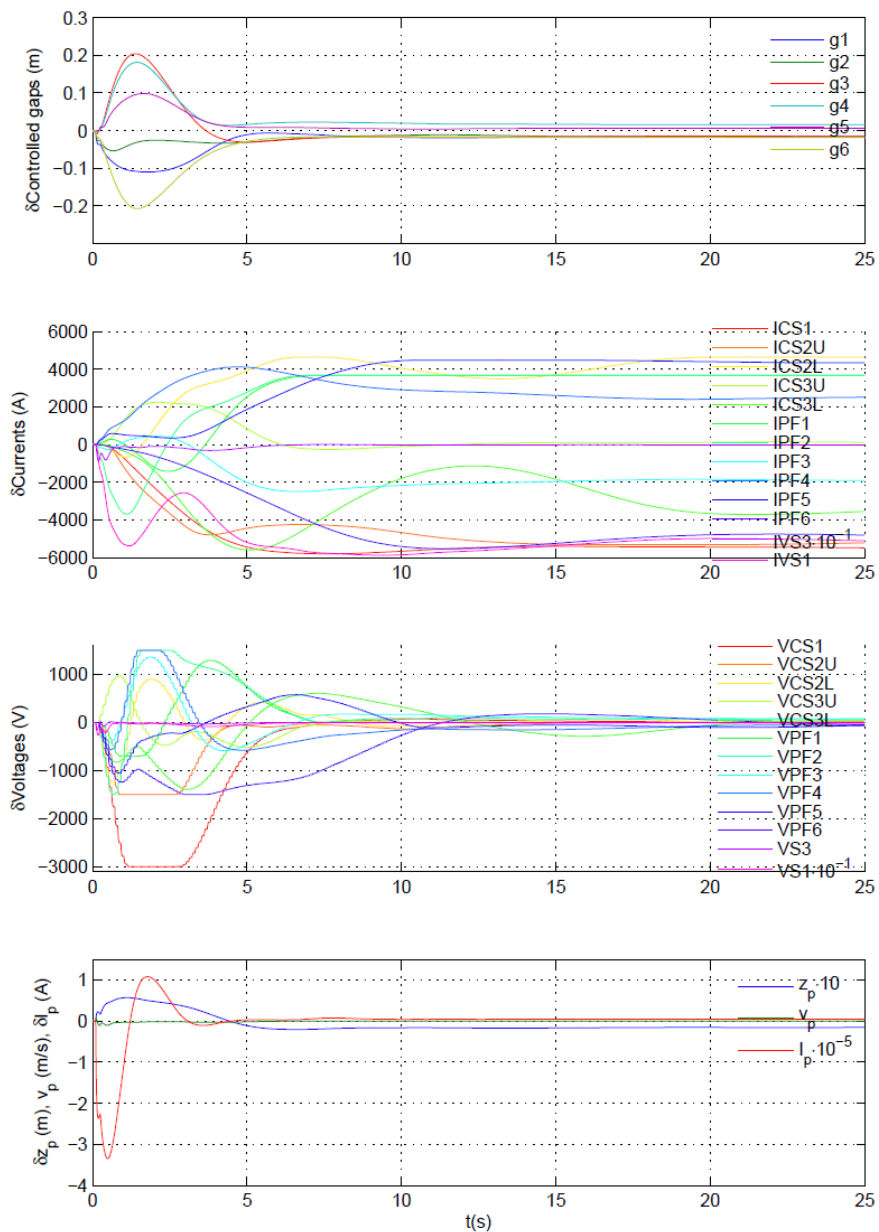 δControlled gaps (m)
0.3
0.2
0.1
0
−0.1
−0.2
g1
g2
g3
g4
g5
g6
0 5 10 15 20 25
δCurrents (A)
6000
4000
2000
0
−2000
−4000
−6000
ICS1
ICS2U
ICS2L
ICS3U
ICS3L
IPF1
IPF2
IPF3
IPF4
IPF5
IPF6
IVS3·10⁻¹
IVS1
0 5 10 15 20 25
δVoltages (V)
1000
0
−1000
−2000
−3000
VCS1
VCS2U
VCS2L
VCS3U
VCS3L
VPF1
VPF2
VPF3
VPF4
VPF5
VPF6
VS3
VS1·10⁻¹
0 5 10 15 20 25
δz_p (m), v_p (m/s), δI_p (A)
1
0
−1
−2
−3
−4
z_p·10
v_p
I_p·10⁻⁵
0 5 10 15 20 25
t(s)